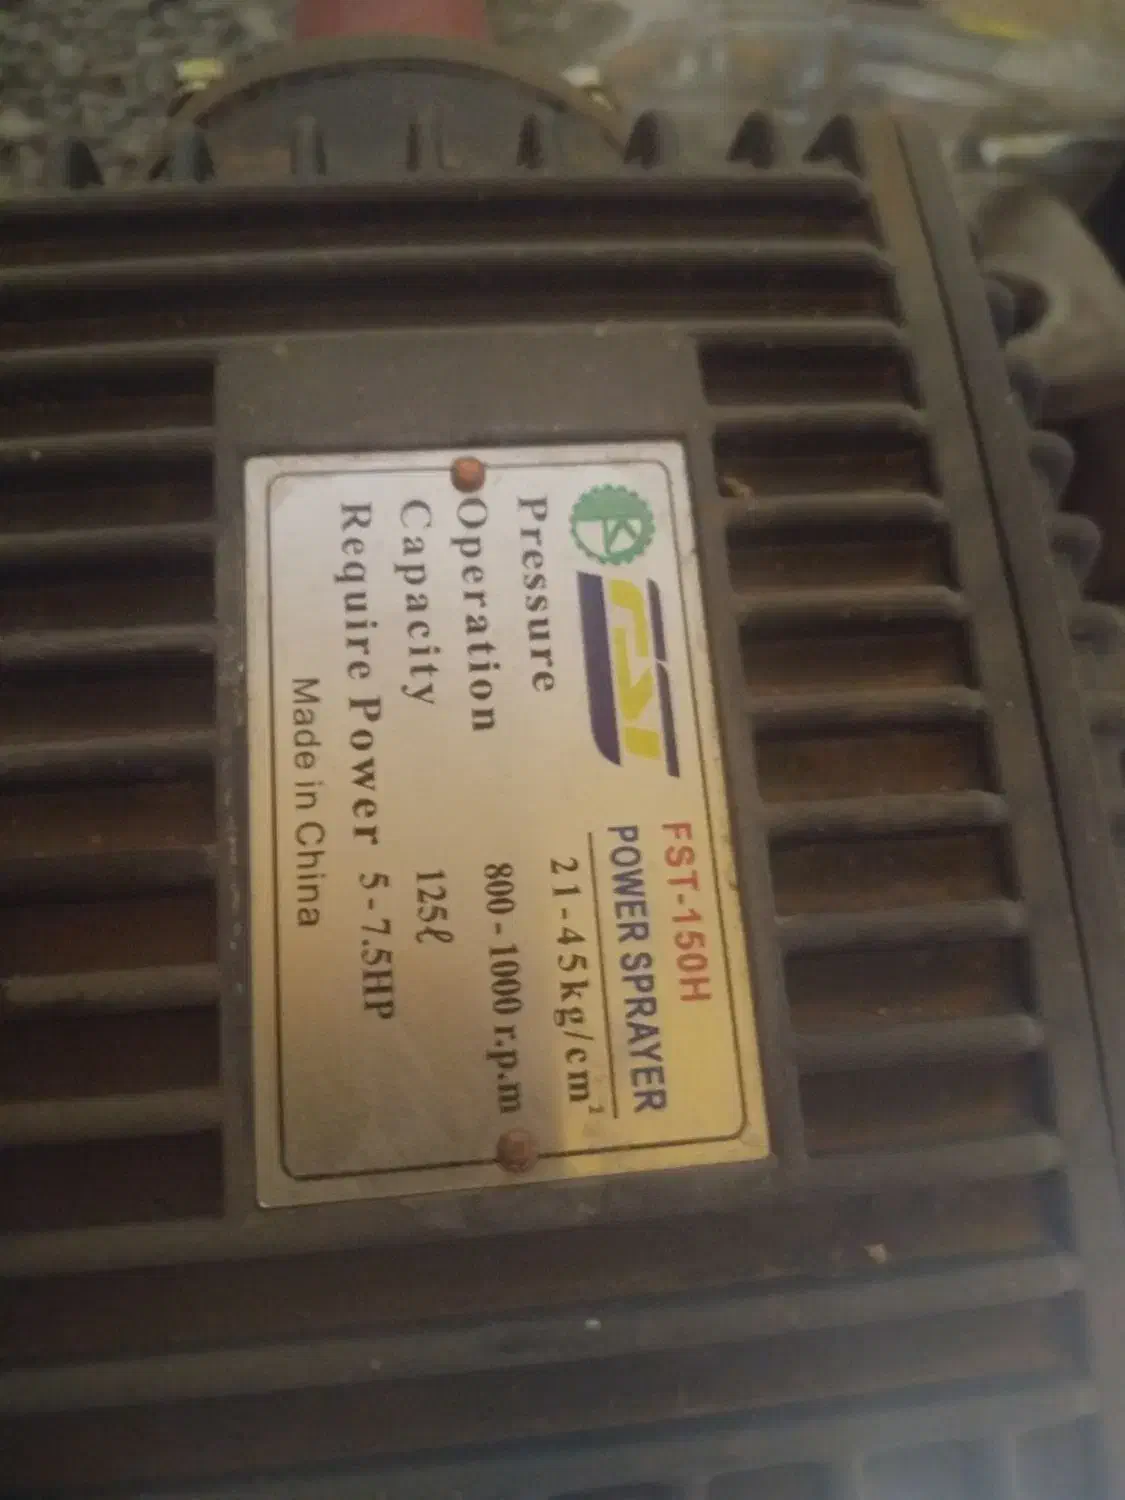 FST-150H
POWER SPRAYER
Pressure 21-45kg/cm²
Operation 800-1000 r.p.m
Capacity 125ℓ
Require Power 5-7.5HP
Made in China